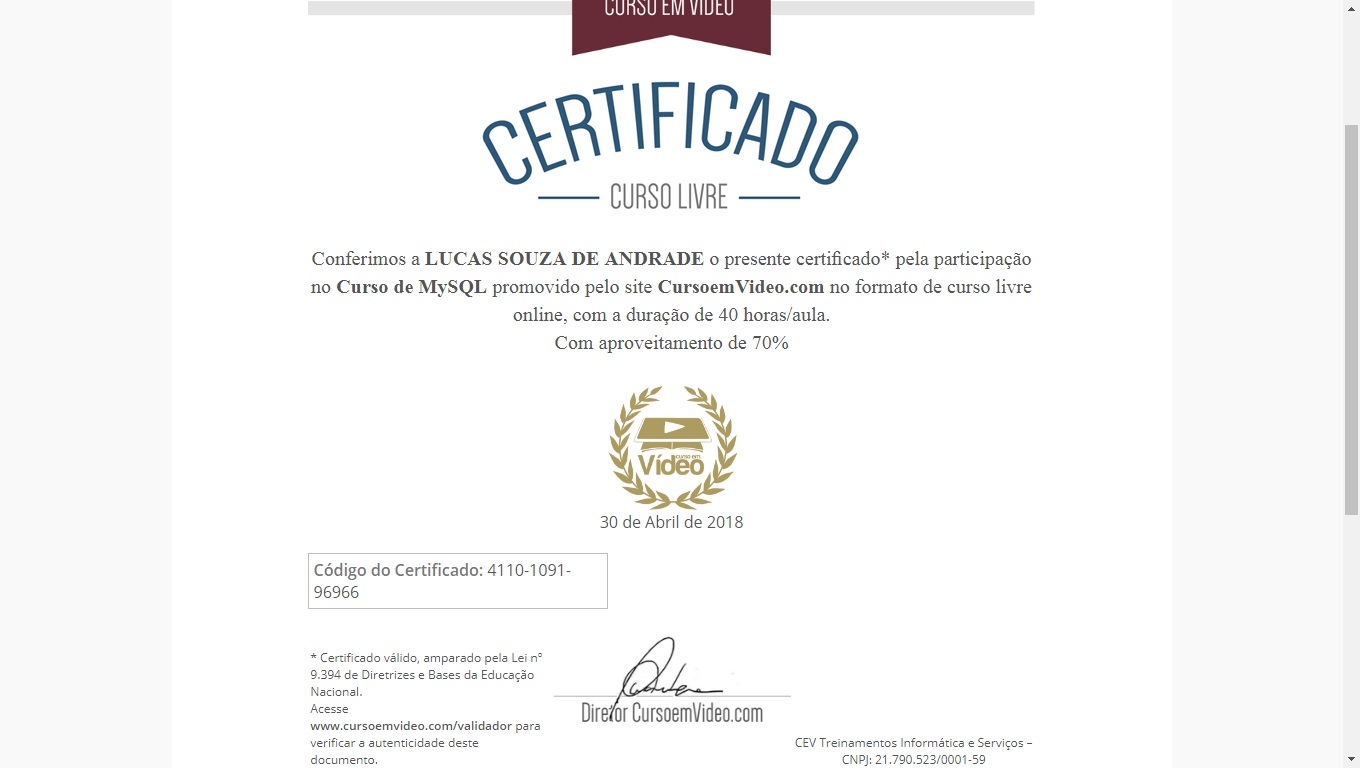 CURSO EM VÍDEO
CERTIFICADO
CURSO LIVRE
Conferimos a LUCAS SOUZA DE ANDRADE o presente certificado* pela participação
no Curso de MySQL promovido pelo site CursoemVideo.com no formato de curso livre
online, com a duração de 40 horas/aula.
Com aproveitamento de 70%
curso em
Vídeo
30 de Abril de 2018
Código do Certificado: 4110-1091-
96966
* Certificado válido, amparado pela Lei nº
9.394 de Diretrizes e Bases da Educação
Nacional.
Acesse
www.cursoemvideo.com/validador para
verificar a autenticidade deste
documento.
Diretor CursoemVideo.com
CEV Treinamentos Informática e Serviços –
CNPJ: 21.790.523/0001-59